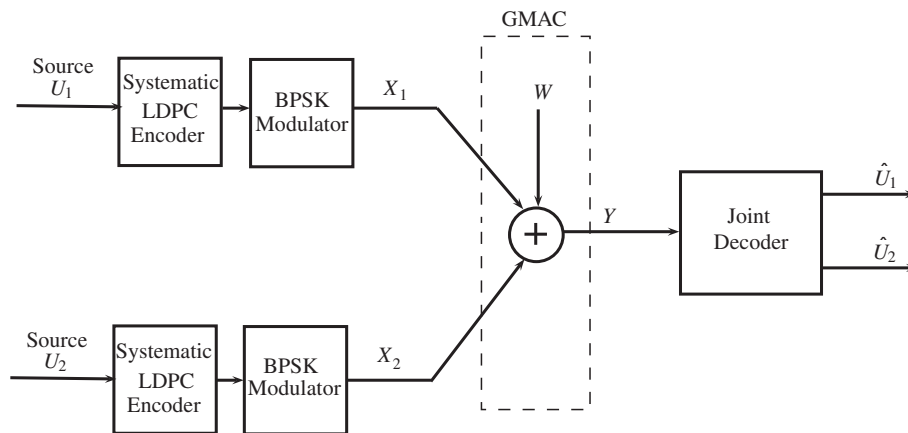 GMAC
Source
U₁
Systematic
LDPC
Encoder
BPSK
Modulator
X₁
W
Y
+
Joint
Decoder
Û₁
Û₂
Source
U₂
Systematic
LDPC
Encoder
BPSK
Modulator
X₂